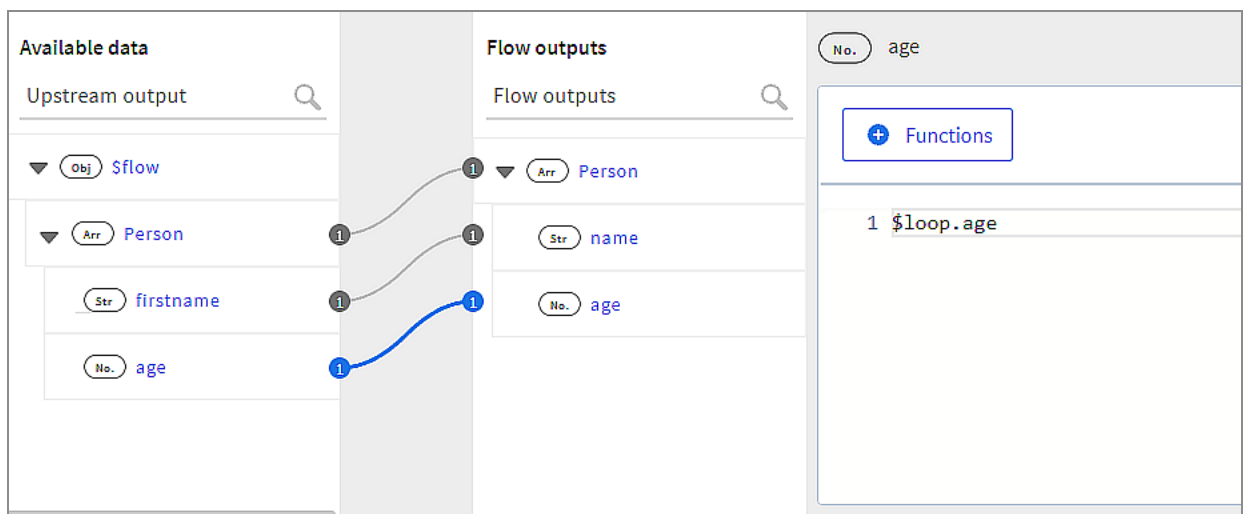 Available data
Upstream output
Obj $flow
Arr Person 1
Str firstname 1
No. age 1
Flow outputs
Flow outputs
1 Arr Person
1 Str name
1 No. age
No. age
Functions
1 $loop.age